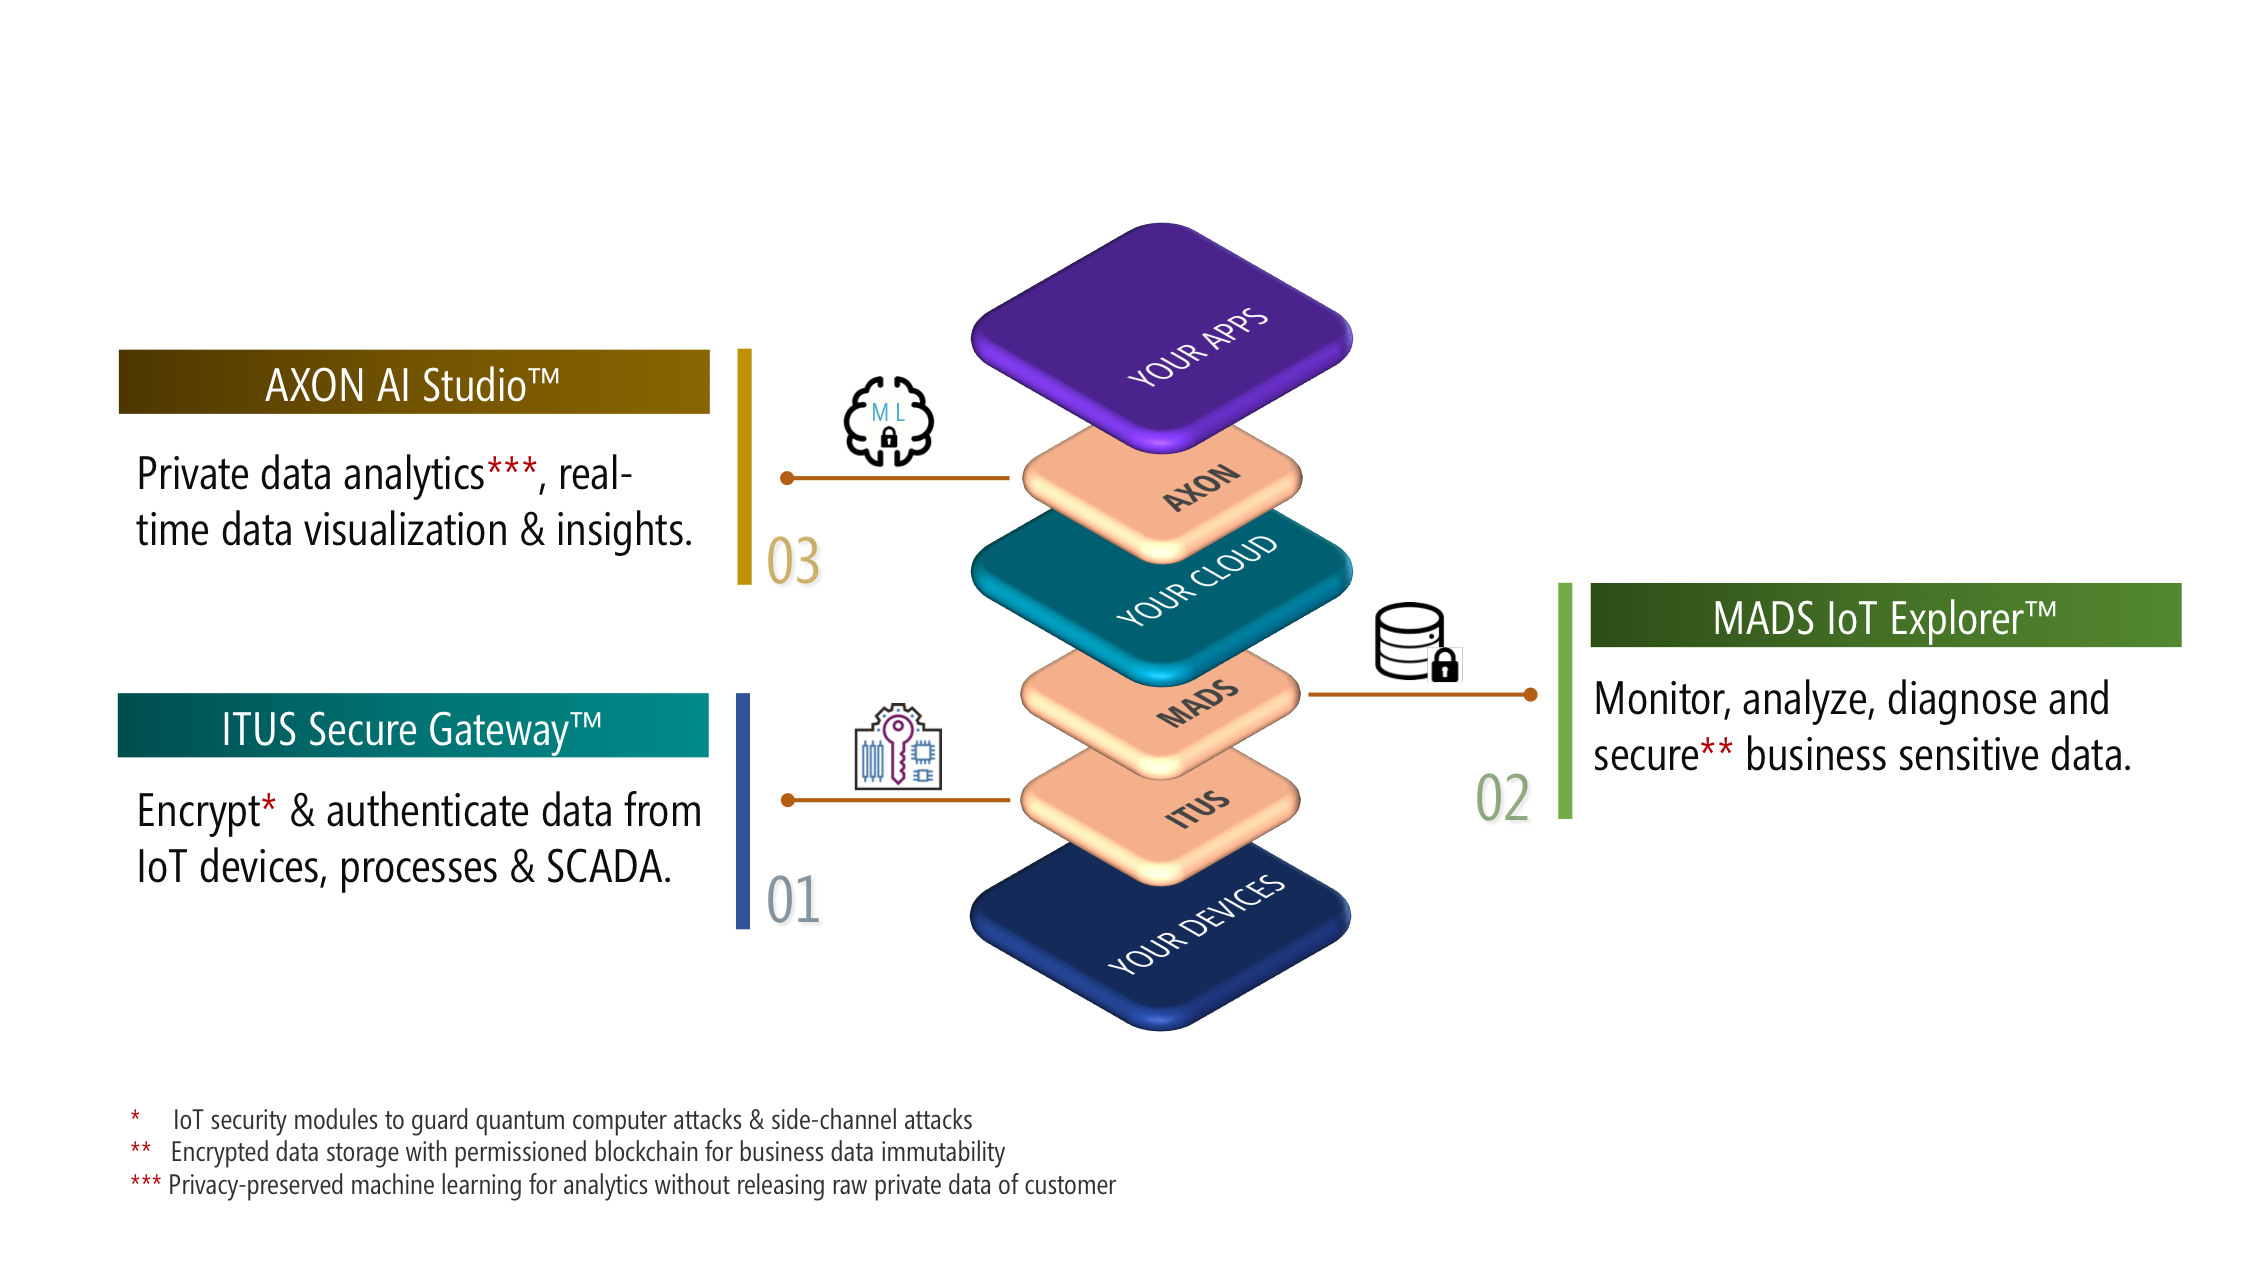 YOUR APPS
AXON AI Studio™
M L
Private data analytics***, real-
time data visualization & insights.
AXON
03
YOUR CLOUD
MADS IoT Explorer™
Monitor, analyze, diagnose and
secure** business sensitive data.
MADS
02
ITUS Secure Gateway™
Encrypt* & authenticate data from
IoT devices, processes & SCADA.
ITUS
01
YOUR DEVICES
* IoT security modules to guard quantum computer attacks & side-channel attacks
** Encrypted data storage with permissioned blockchain for business data immutability
*** Privacy-preserved machine learning for analytics without releasing raw private data of customer